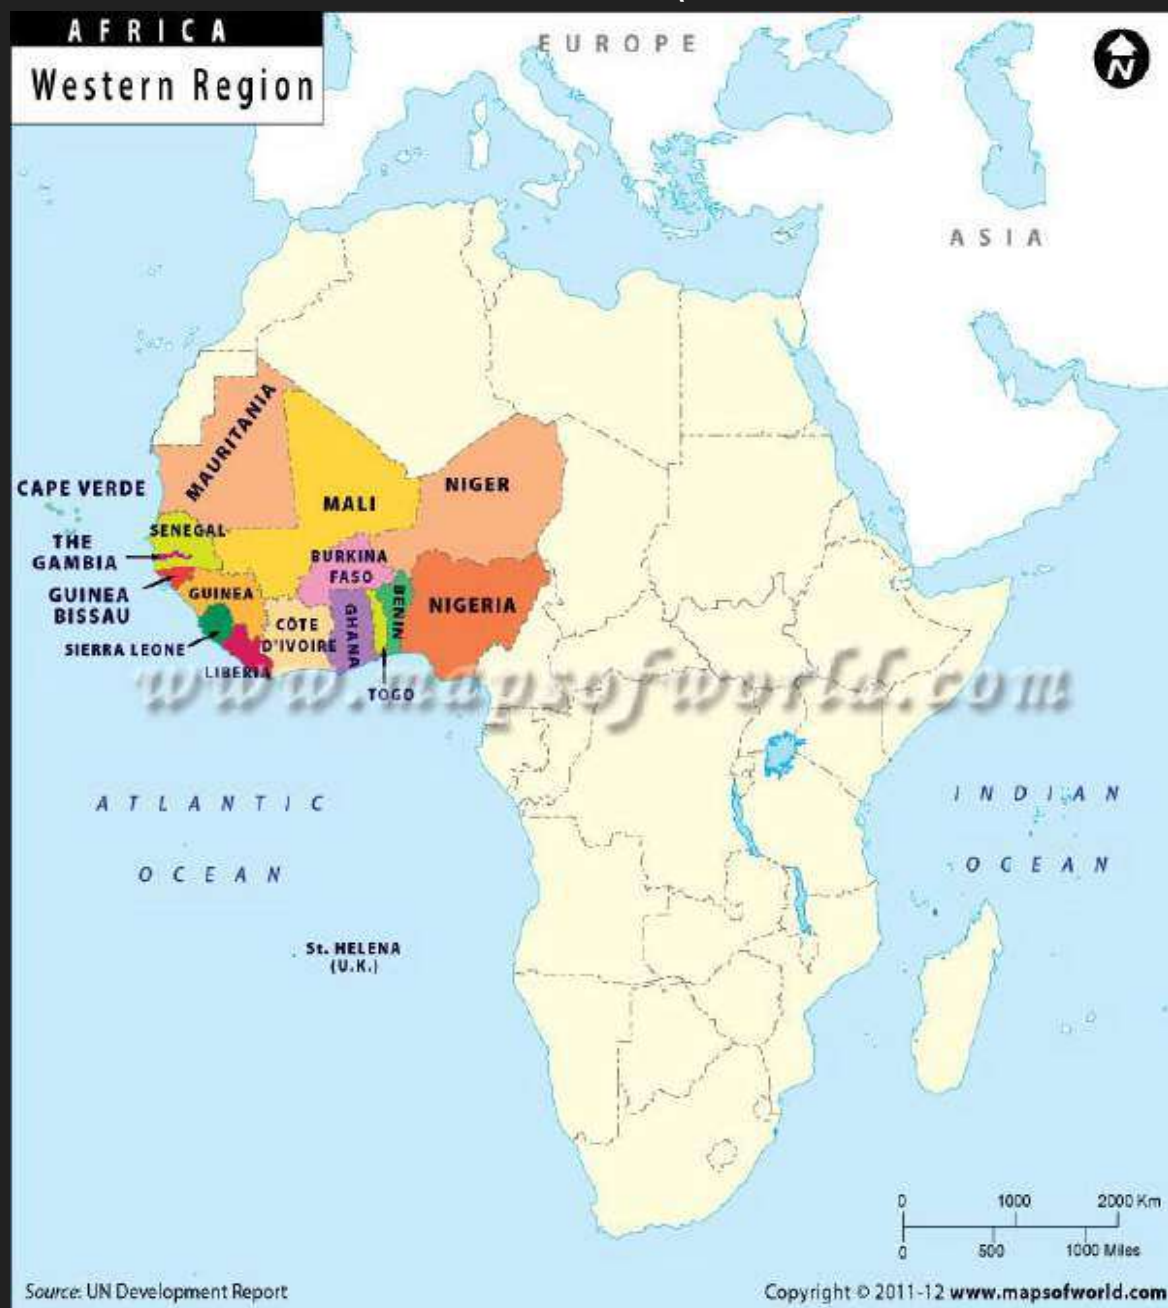 AFRICA
Western Region
EUROPE
N
ASIA
MAURITANIA
CAPE VERDE
MALI
NIGER
SENEGAL
THE
GAMBIA
BURKINA
FASO
GUINEA
BISSAU
GUINEA
BENIN
NIGERIA
GHANA
CÔTE
D'IVOIRE
SIERRA LEONE
LIBERIA
TOGO
www.mapsofworld.com
ATLANTIC
OCEAN
INDIAN
OCEAN
St. HELENA
(U.K.)
0 1000 2000 Km
0 500 1000 Miles
Source: UN Development Report
Copyright © 2011-12 www.mapsofworld.com